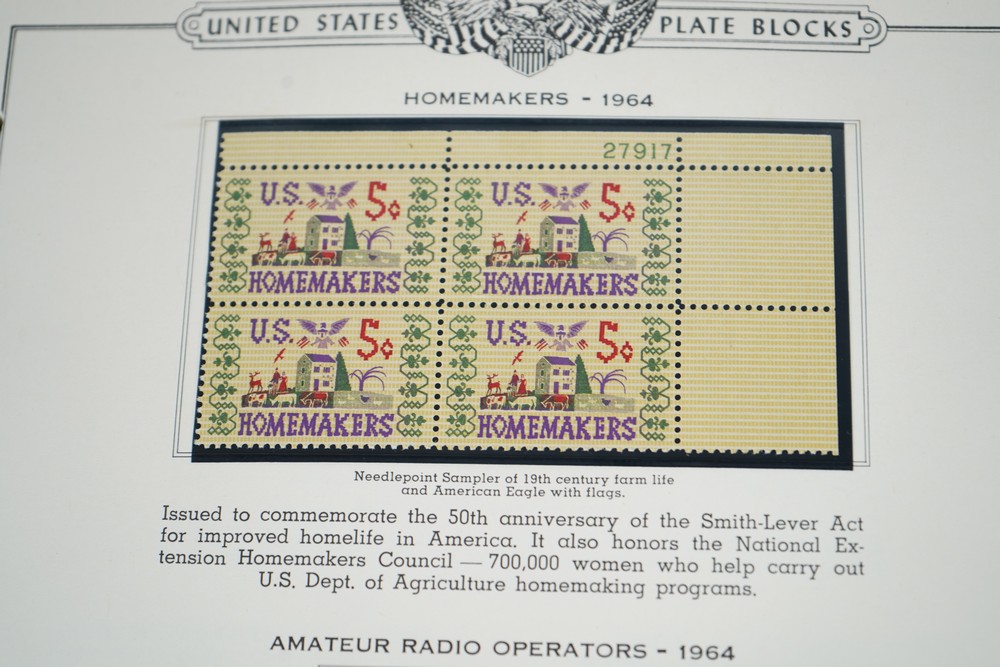 UNITED STATES PLATE BLOCKS
HOMEMAKERS - 1964
27917
U.S. 5¢
HOMEMAKERS
U.S. 5¢
HOMEMAKERS
U.S. 5¢
HOMEMAKERS
U.S. 5¢
HOMEMAKERS
Needlepoint Sampler of 19th century farm life
and American Eagle with flags.
Issued to commemorate the 50th anniversary of the Smith-Lever Act
for improved homelife in America. It also honors the National Ex-
tension Homemakers Council — 700,000 women who help carry out
U.S. Dept. of Agriculture homemaking programs.
AMATEUR RADIO OPERATORS - 1964